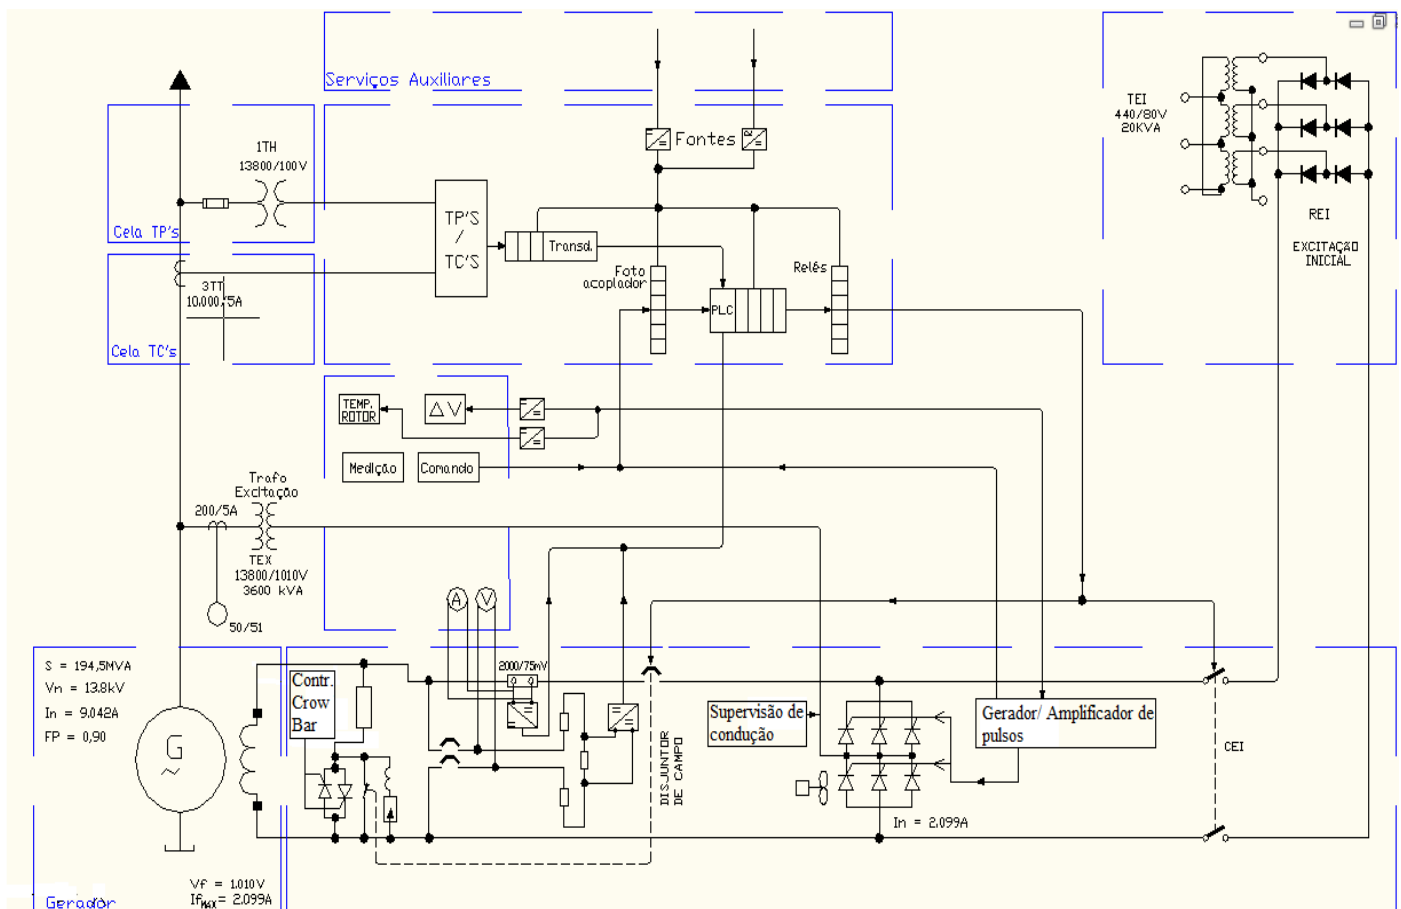 Serviços Auxiliares
TEI
440/80V
20KVA
REI
EXCITAÇÃO
INICIAL
1TH
13800/100V
Cela TP's
Fontes
TP'S
/
TC'S
Transd.
Foto
acoplador
Relês
PLC
3TT
10.000/5A
Cela TC's
TEMP.
ROTOR
ΔV
Medição
Comando
Trafo
Excitação
200/5A
TEX
13800/1010V
3600 kVA
50/51
A
V
S = 194,5MVA
Vn = 13.8kV
In = 9.042A
FP = 0,90
G
~
Vf = 1.010V
IfMAX = 2.099A
Gerador
Contr.
Crow
Bar
2000/75mV
DISJUNTOR
DE CAMPO
Supervisão de
condução
Gerador/ Amplificador de
pulsos
In = 2.099A
CEI